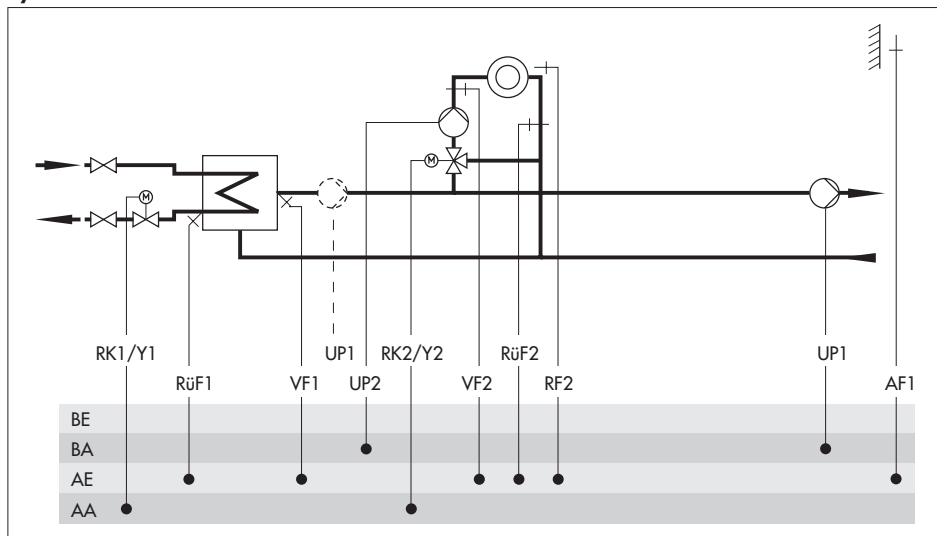 M
M
RK1/Y1
UP1
RK2/Y2
UP1
RüF1
VF1
UP2
VF2
RüF2
RF2
AF1
BE
BA
AE
AA